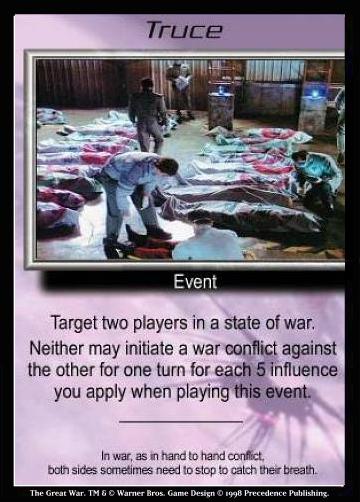 Truce
Event
Target two players in a state of war.
Neither may initiate a war conflict against
the other for one turn for each 5 influence
you apply when playing this event.
In war, as in hand to hand conflict,
both sides sometimes need to stop to catch their breath.
The Great War. TM & © Warner Bros. Game Design © 1998 Precedence Publishing.